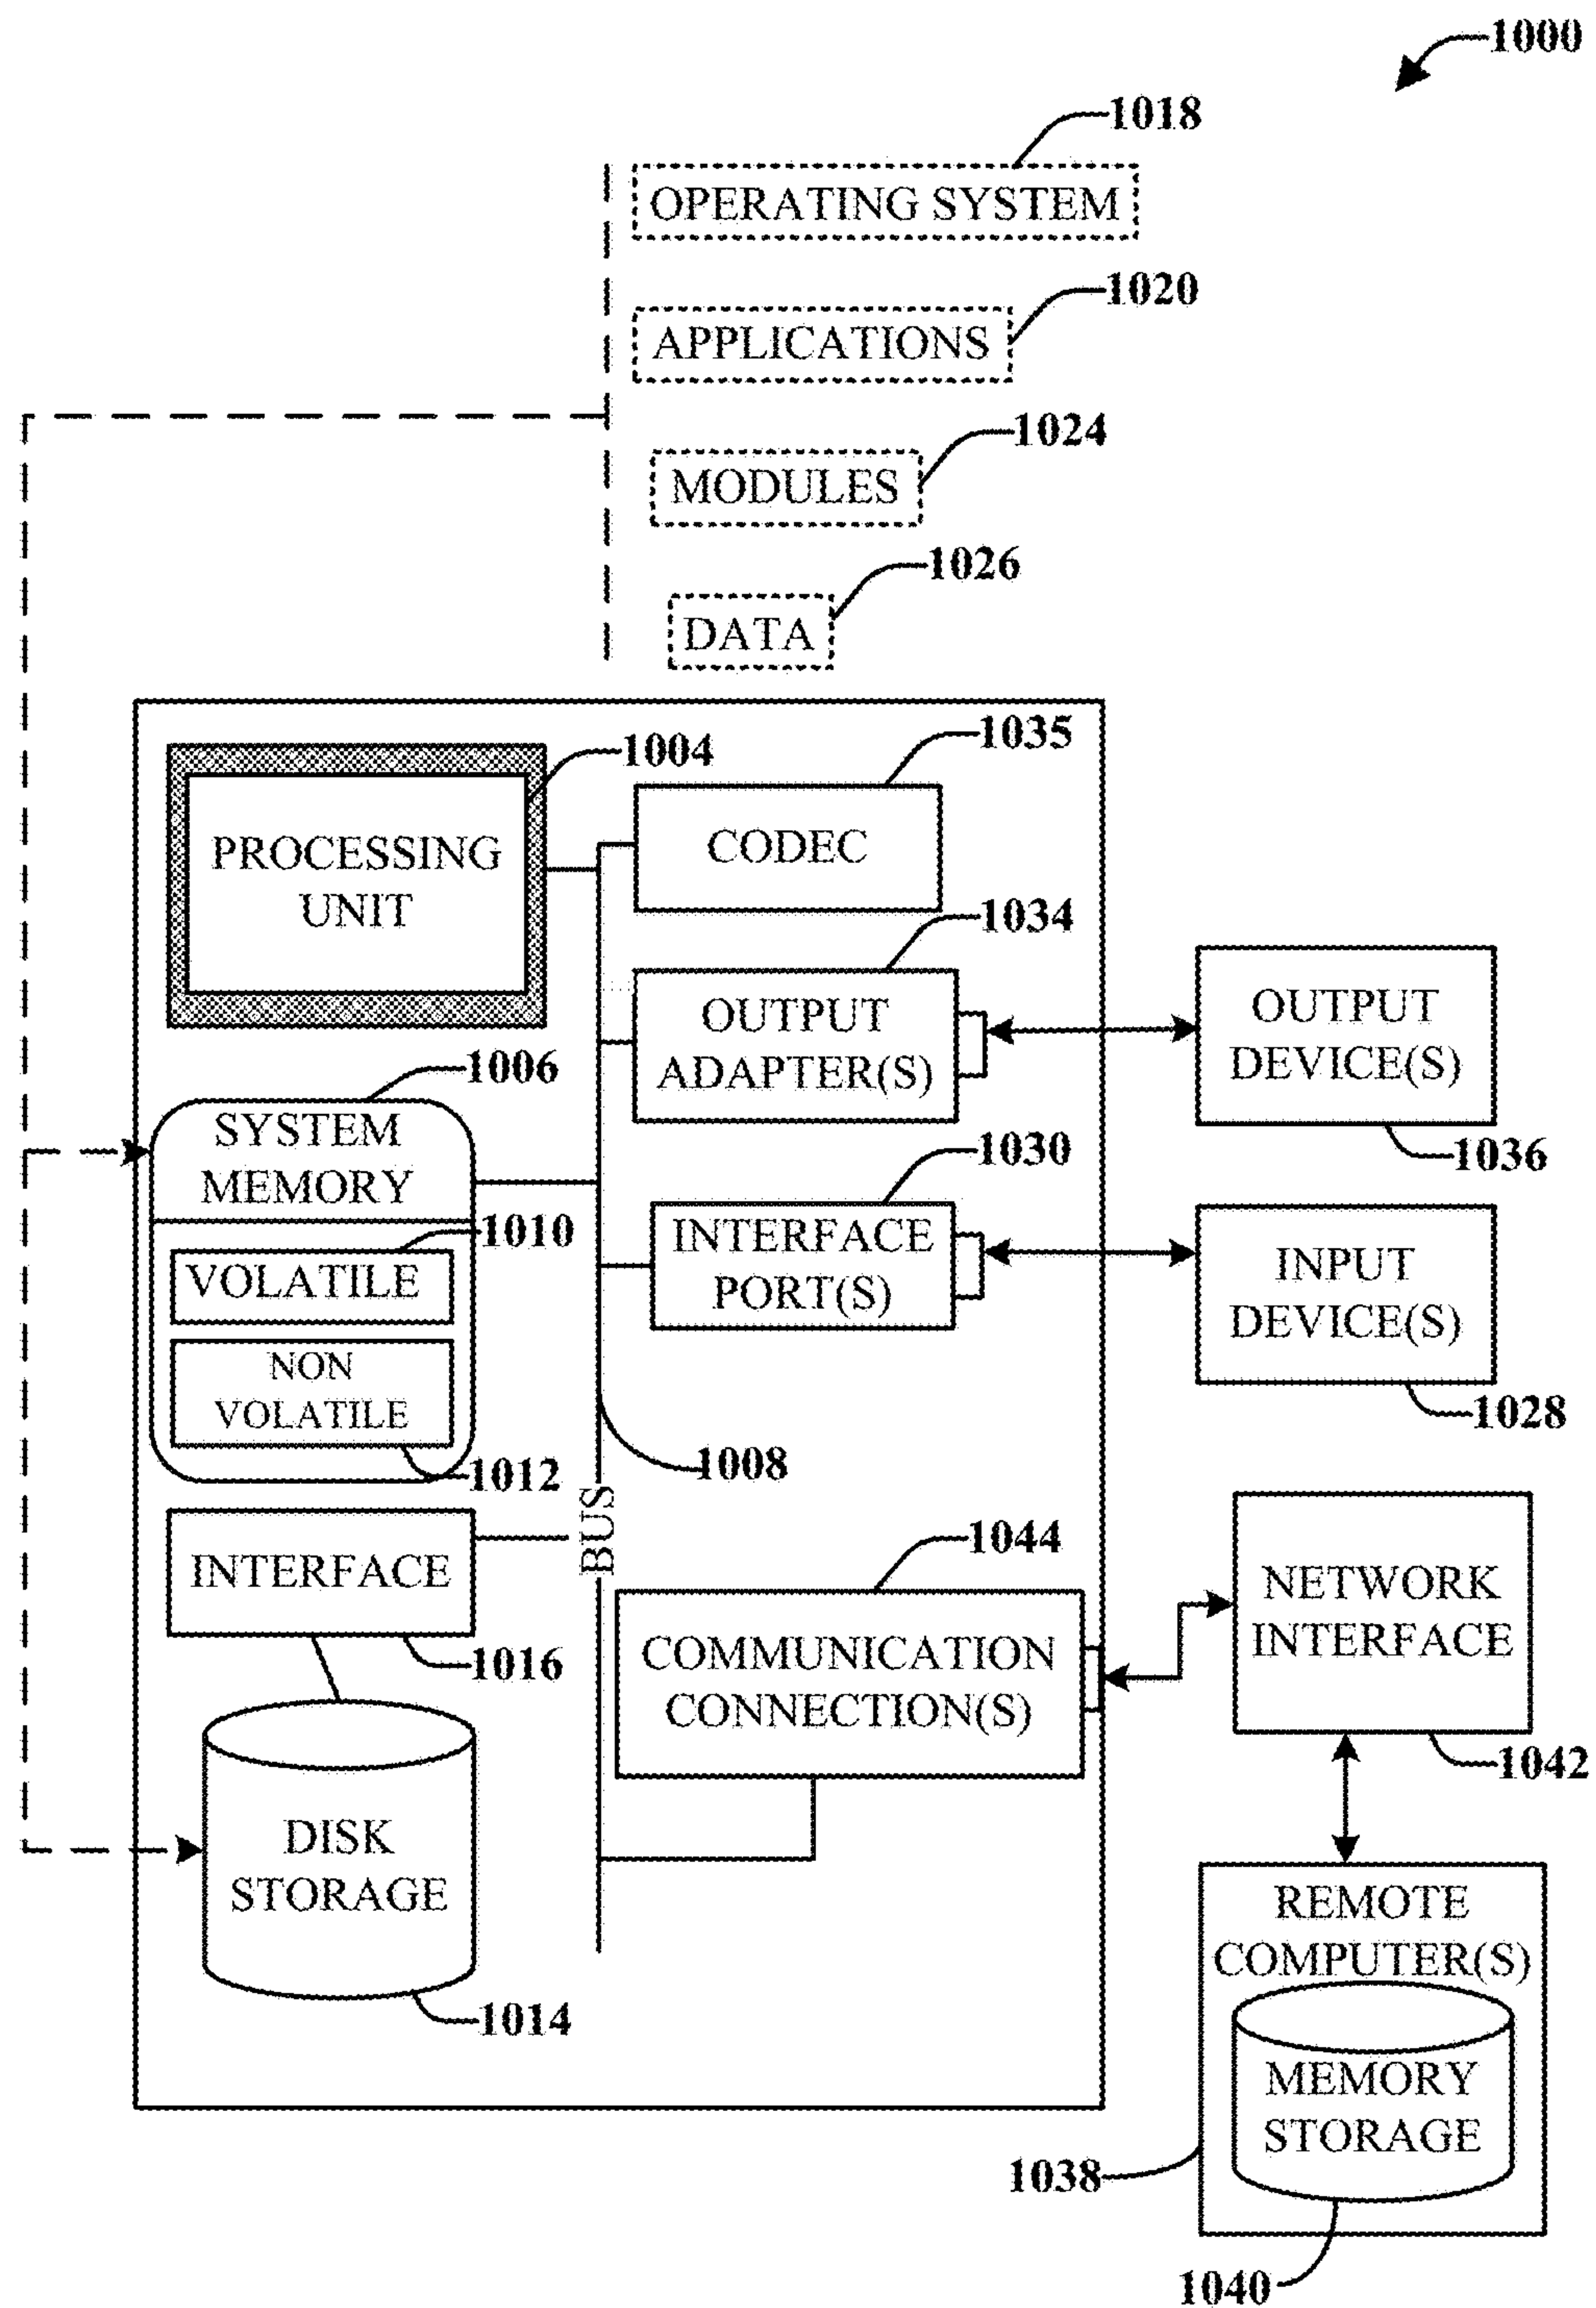 1000
1018
OPERATING SYSTEM
1020
APPLICATIONS
1024
MODULES
1026
DATA
1004
PROCESSING
UNIT
1035
CODEC
1034
OUTPUT
ADAPTER(S)
OUTPUT
DEVICE(S)
1036
1006
SYSTEM
MEMORY
1010
VOLATILE
NON
VOLATILE
1012
1030
INTERFACE
PORT(S)
INPUT
DEVICE(S)
1028
1008
BUS
INTERFACE
1016
1044
COMMUNICATION
CONNECTION(S)
NETWORK
INTERFACE
1042
DISK
STORAGE
1014
REMOTE
COMPUTER(S)
MEMORY
STORAGE
1038
1040